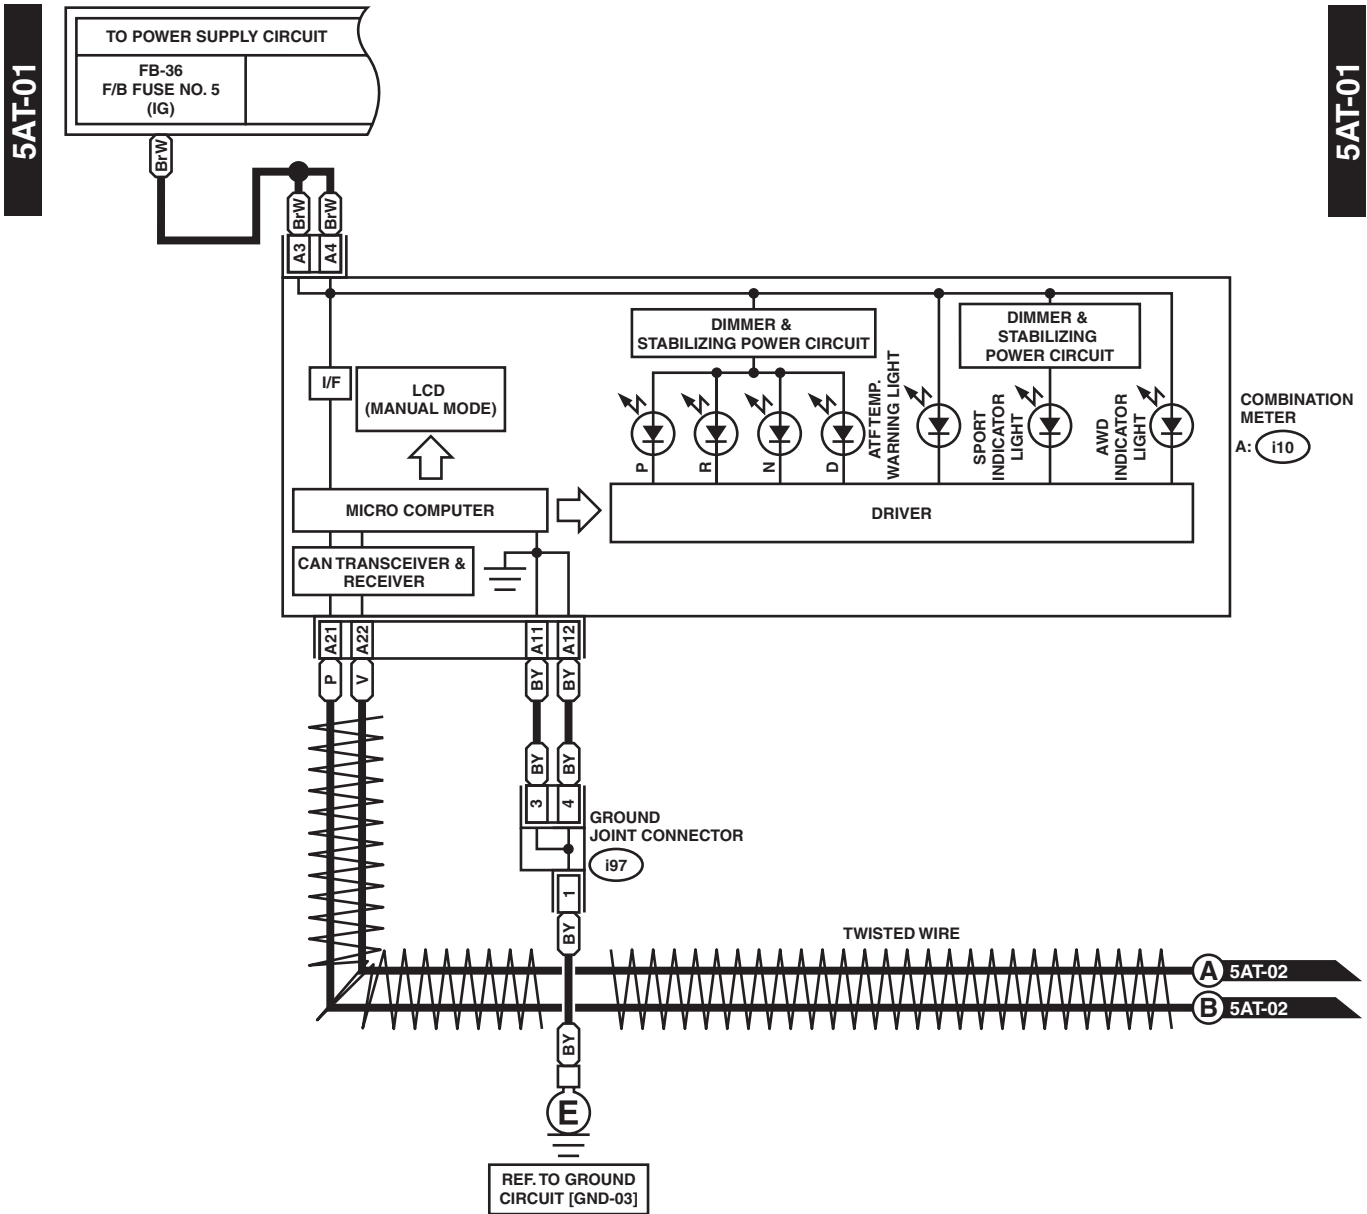 5AT-01
5AT-01
TO POWER SUPPLY CIRCUIT
FB-36
F/B FUSE NO. 5
(IG)
BrW
BrW
BrW
A3
A4
DIMMER &
STABILIZING POWER CIRCUIT
DIMMER &
STABILIZING
POWER CIRCUIT
I/F
LCD
(MANUAL MODE)
P
R
N
D
ATF TEMP.
WARNING LIGHT
SPORT
INDICATOR
LIGHT
AWD
INDICATOR
LIGHT
COMBINATION
METER
A: i10
MICRO COMPUTER
DRIVER
CAN TRANSCEIVER &
RECEIVER
A21
A22
A11
A12
P
V
BY
BY
BY
BY
3
4
GROUND
JOINT CONNECTOR
i97
1
BY
TWISTED WIRE
A 5AT-02
B 5AT-02
BY
E
REF. TO GROUND
CIRCUIT [GND-03]